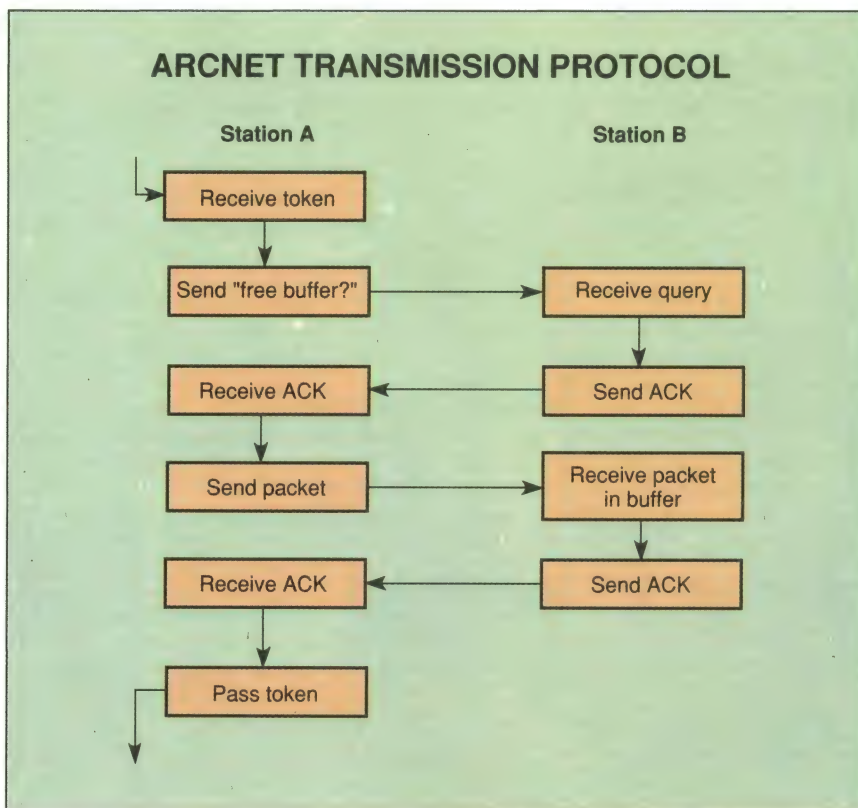 ARCNET TRANSMISSION PROTOCOL
Station A
Station B
Receive token
Send "free buffer?"
Receive query
Receive ACK
Send ACK
Send packet
Receive packet
in buffer
Receive ACK
Send ACK
Pass token